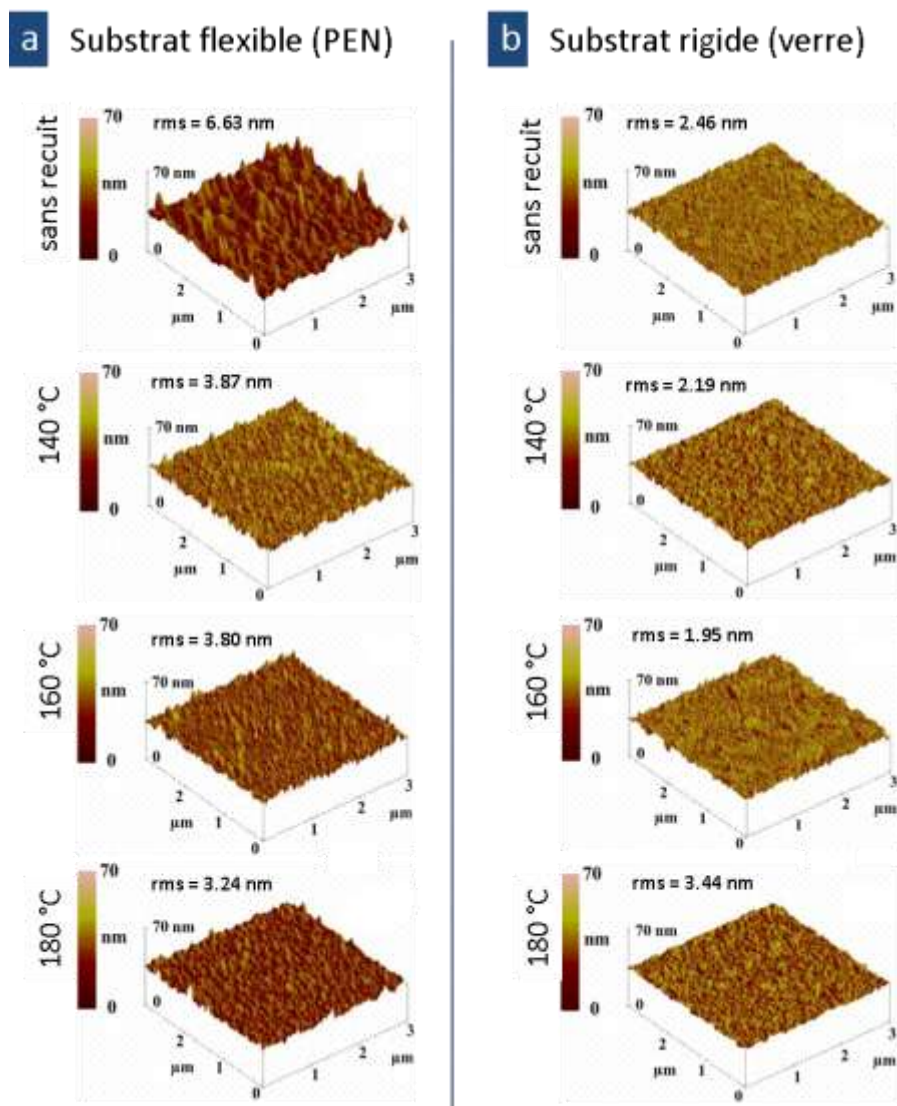 a Substrat flexible (PEN)
b Substrat rigide (verre)
sans recuit
70
nm
0
rms = 6.63 nm
70 nm
0
2
µm
1
0
1
2
µm
3
sans recuit
70
nm
0
rms = 2.46 nm
70 nm
0
2
µm
1
0
1
2
µm
3
140 °C
70
nm
0
rms = 3.87 nm
70 nm
0
2
µm
1
0
1
2
µm
3
140 °C
70
nm
0
rms = 2.19 nm
70 nm
0
2
µm
1
0
1
2
µm
3
160 °C
70
nm
0
rms = 3.80 nm
70 nm
0
2
µm
1
0
1
2
µm
3
160 °C
70
nm
0
rms = 1.95 nm
70 nm
0
2
µm
1
0
1
2
µm
3
180 °C
70
nm
0
rms = 3.24 nm
70 nm
0
2
µm
1
0
1
2
µm
3
180 °C
70
nm
0
rms = 3.44 nm
70 nm
0
2
µm
1
0
1
2
µm
3